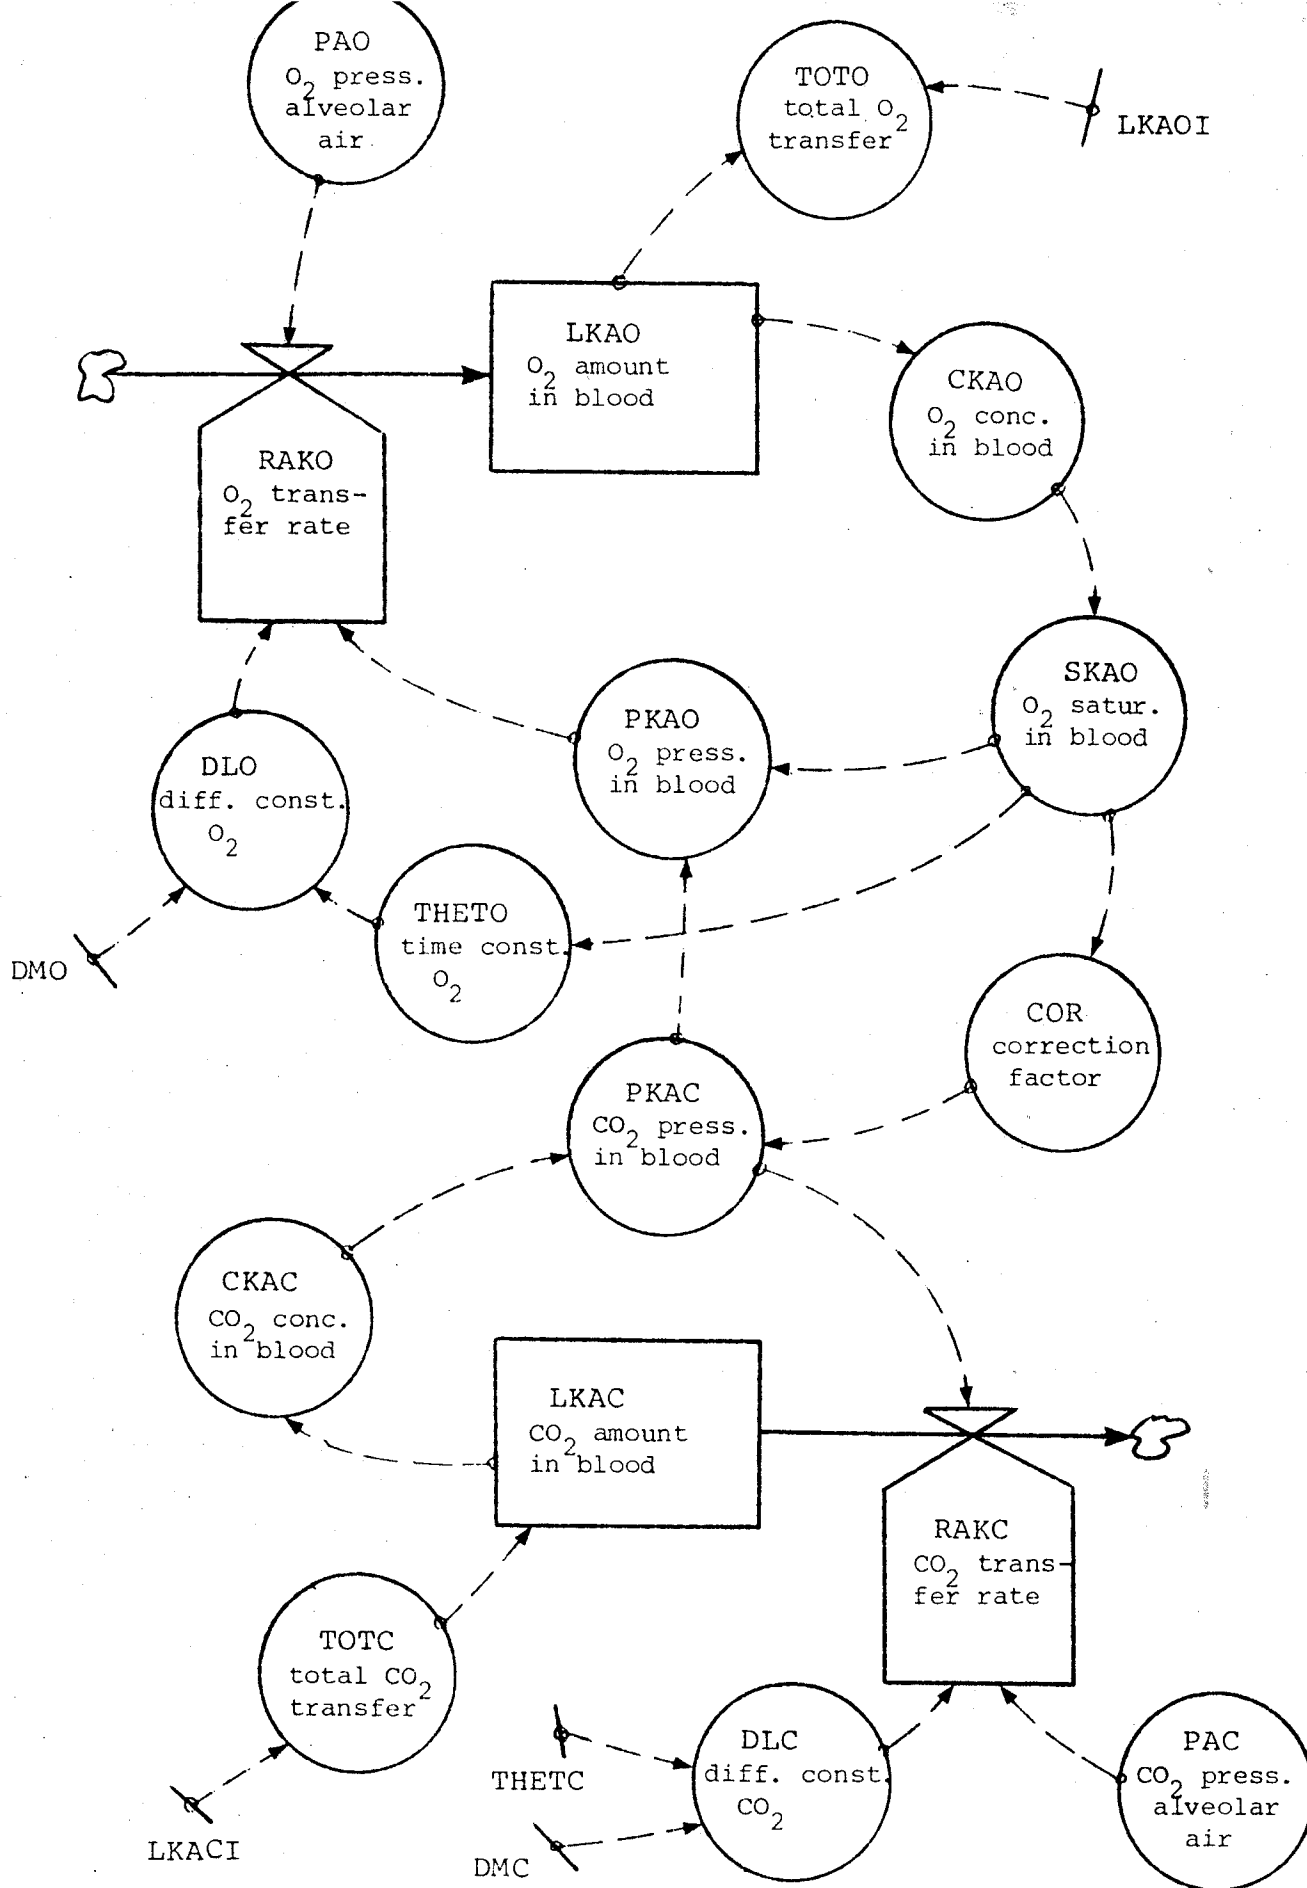 PAO
O2 press.
alveolar
air
TOTO
total O2
transfer
LKAOI
LKAO
O2 amount
in blood
CKAO
O2 conc.
in blood
RAKO
O2 trans-
fer rate
SKAO
O2 satur.
in blood
PKAO
O2 press.
in blood
DLO
diff. const.
O2
THETO
time const.
O2
DMO
COR
correction
factor
PKAC
CO2 press.
in blood
CKAC
CO2 conc.
in blood
LKAC
CO2 amount
in blood
RAKC
CO2 trans-
fer rate
TOTC
total CO2
transfer
LKACI
THETC
DLC
diff. const.
CO2
DMC
PAC
CO2 press.
alveolar
air